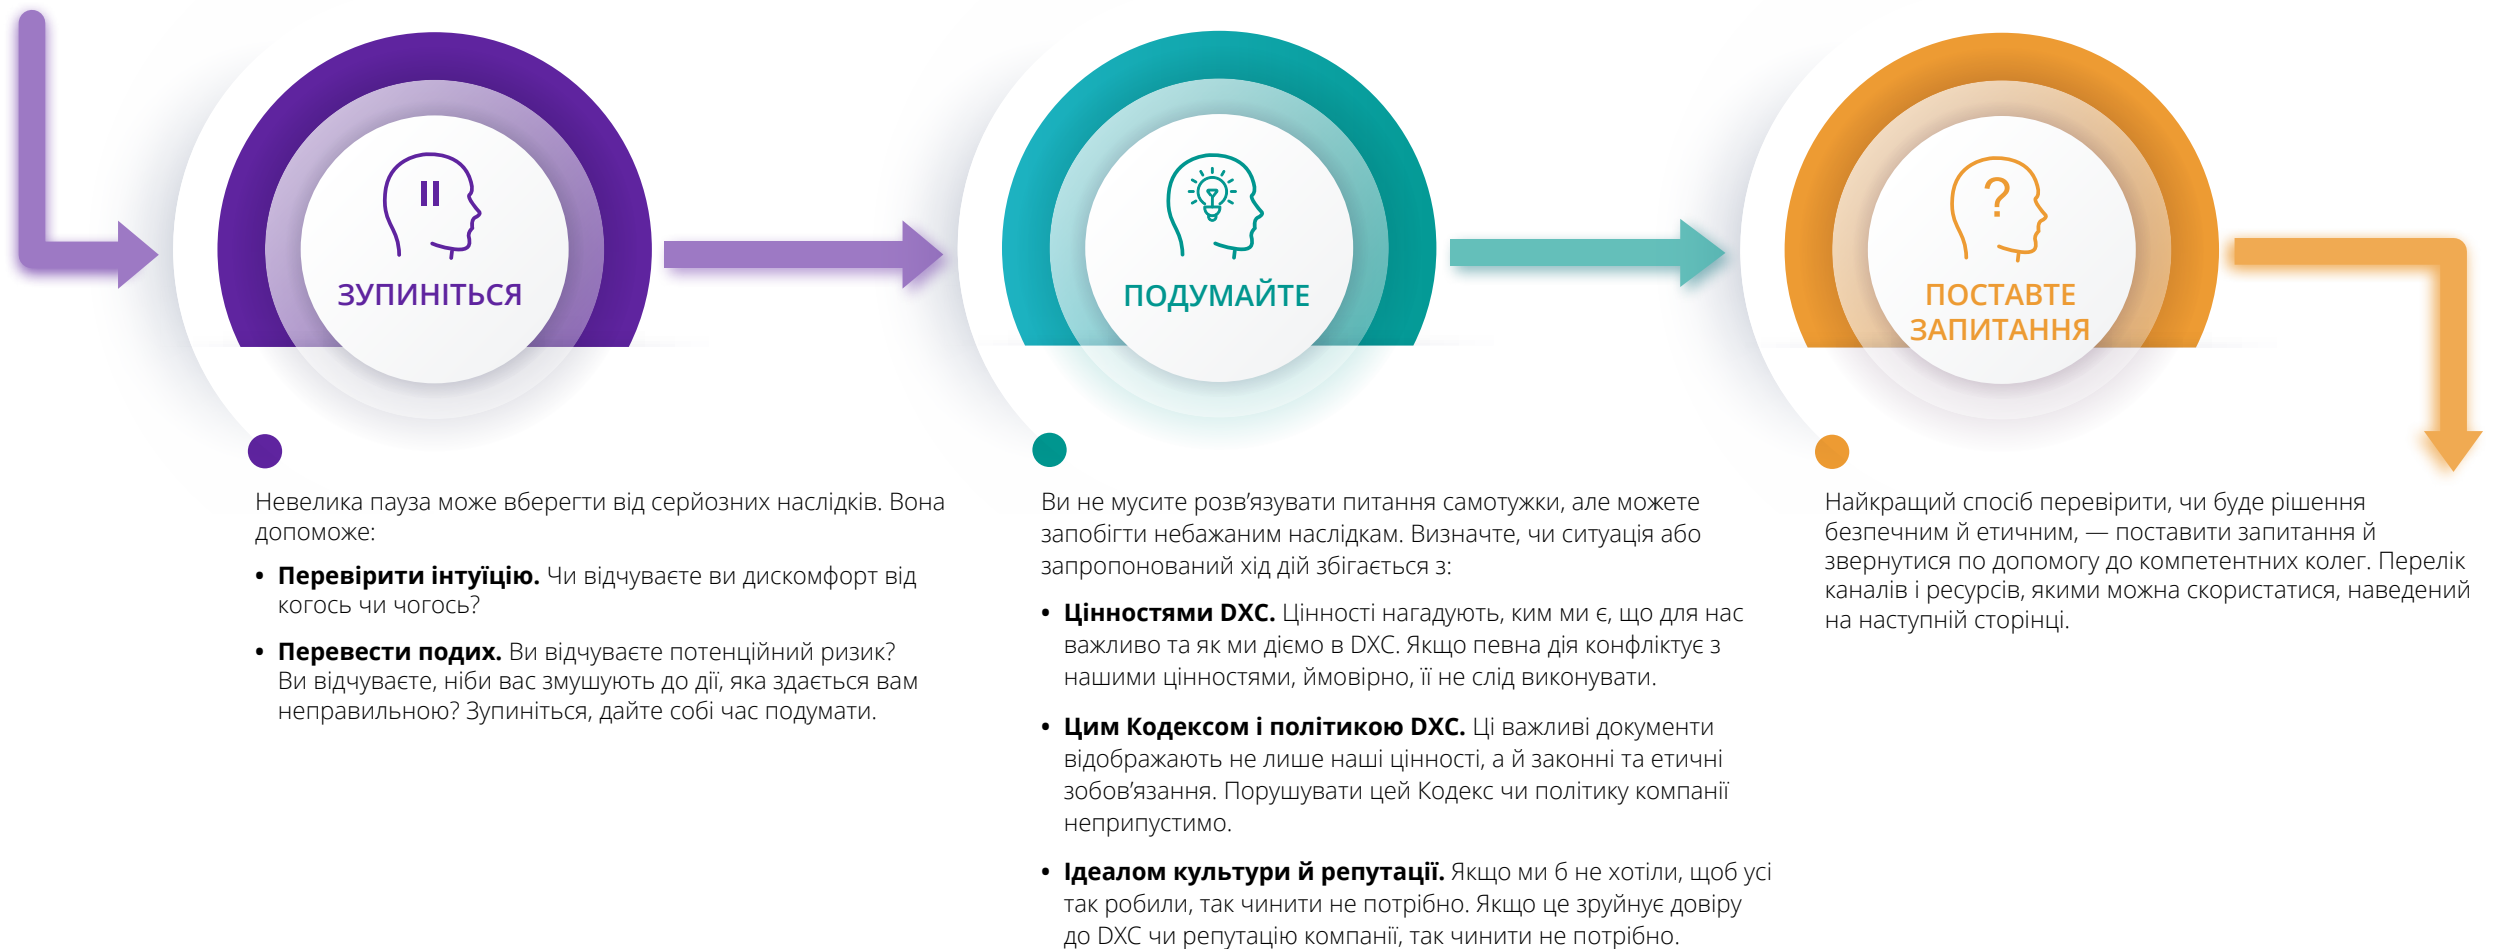 ЗУПИНІТЬСЯ
Невелика пауза може вберегти від серйозних наслідків. Вона
допоможе:
• Перевірити інтуїцію. Чи відчуваєте ви дискомфорт від
когось чи чогось?
• Перевести подих. Ви відчуваєте потенційний ризик?
Ви відчуваєте, ніби вас змушують до дії, яка здається вам
неправильною? Зупиніться, дайте собі час подумати.
ПОДУМАЙТЕ
Ви не мусите розв’язувати питання самотужки, але можете
запобігти небажаним наслідкам. Визначте, чи ситуація або
запропонований хід дій збігається з:
• Цінностями DXC. Цінності нагадують, ким ми є, що для нас
важливо та як ми діємо в DXC. Якщо певна дія конфліктує з
нашими цінностями, ймовірно, її не слід виконувати.
• Цим Кодексом і політикою DXC. Ці важливі документи
відображають не лише наші цінності, а й законні та етичні
зобов’язання. Порушувати цей Кодекс чи політику компанії
неприпустимо.
• Ідеалом культури й репутації. Якщо ми б не хотіли, щоб усі
так робили, так чинити не потрібно. Якщо це зруйнує довіру
до DXC чи репутацію компанії, так чинити не потрібно.
?
ПОСТАВТЕ
ЗАПИТАННЯ
Найкращий спосіб перевірити, чи буде рішення
безпечним й етичним, — поставити запитання й
звернутися по допомогу до компетентних колег. Перелік
каналів і ресурсів, якими можна скористатися, наведений
на наступній сторінці.